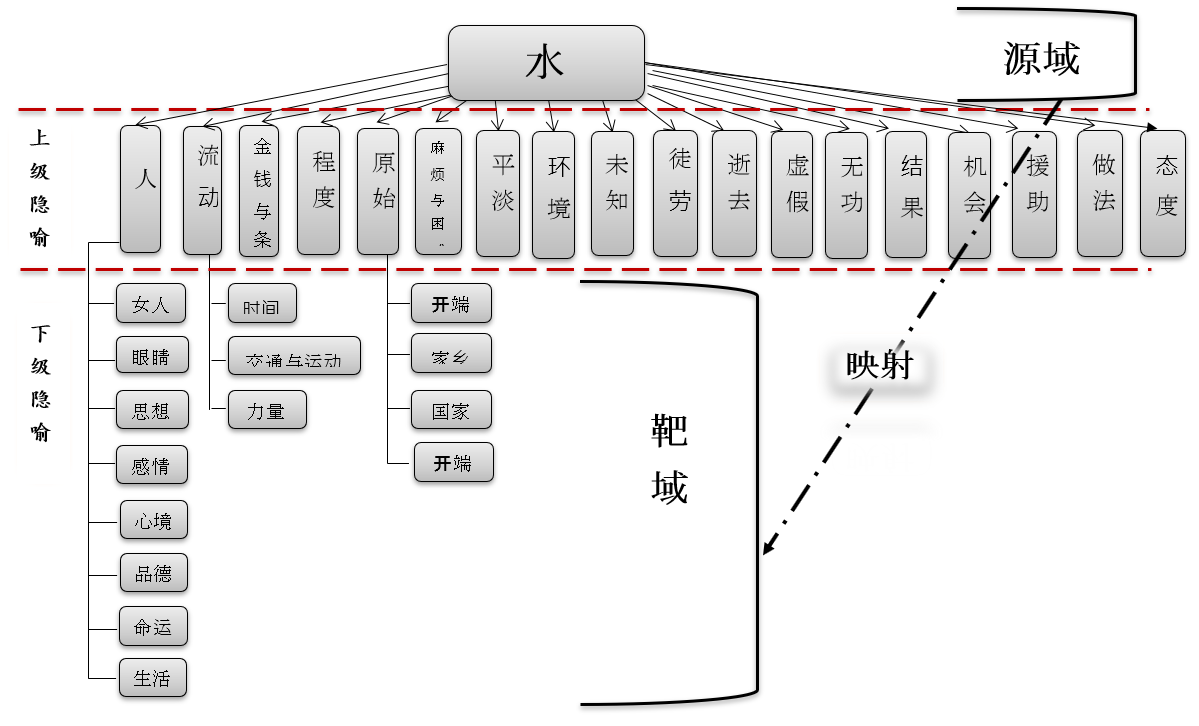 水
源域
上级隐喻
人
流动
金钱与条
程度
原始
麻烦与困
平淡
环境
未知
徒劳
逝去
虚假
无功
结果
机会
援助
做法
态度
下级隐喻
女人
眼睛
思想
感情
心境
品德
命运
生活
时间
交通与运动
力量
开端
家乡
国家
开端
靶域
映射